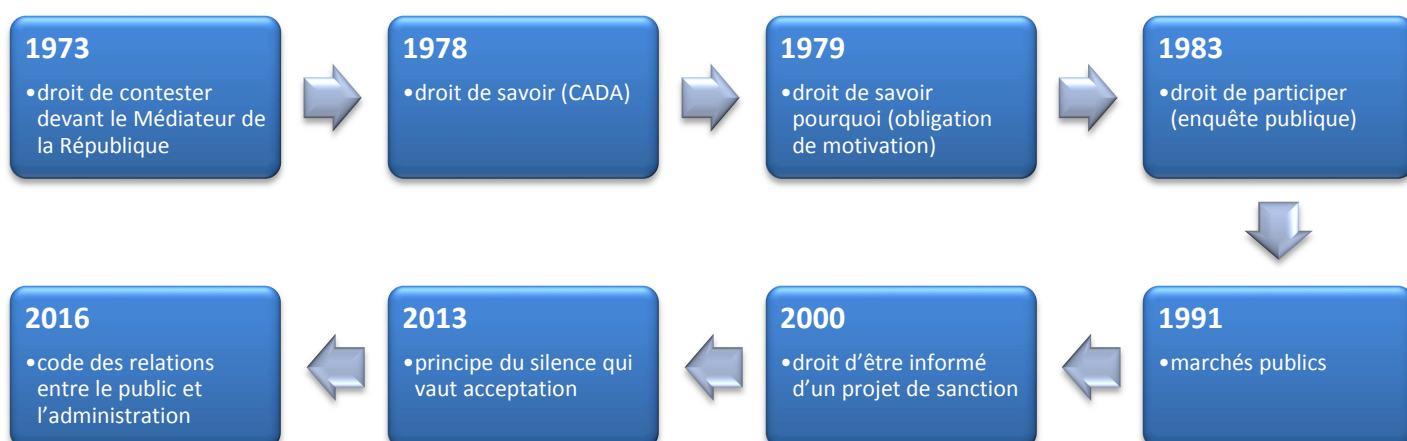 1973
•droit de contester
devant le Médiateur de
la République
1978
•droit de savoir (CADA)
1979
•droit de savoir
pourquoi (obligation
de motivation)
1983
•droit de participer
(enquête publique)
1991
•marchés publics
2000
•droit d’être informé
d’un projet de sanction
2013
•principe du silence qui
vaut acceptation
2016
•code des relations
entre le public et
l’administration